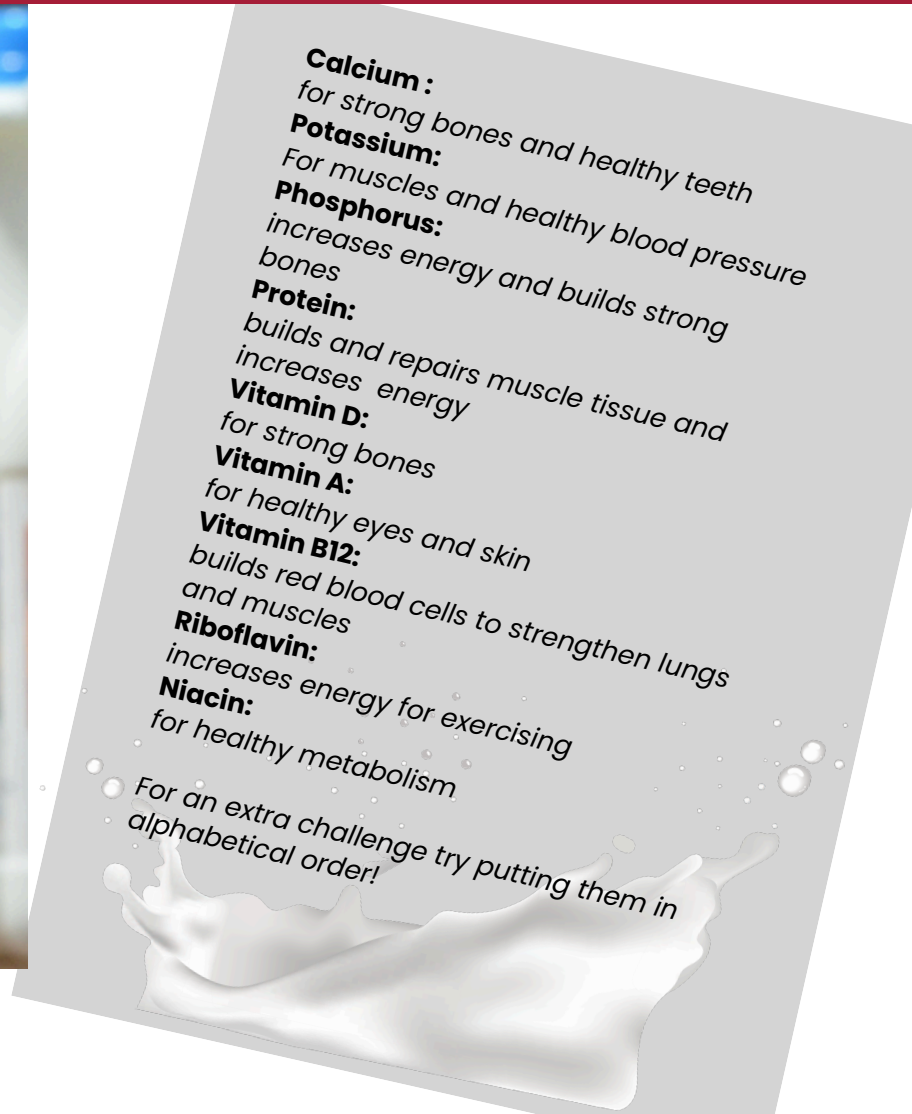 Calcium :
for strong bones and healthy teeth
Potassium:
For muscles and healthy blood pressure
Phosphorus:
increases energy and builds strong
bones
Protein:
builds and repairs muscle tissue and
increases  energy
Vitamin D:
for strong bones
Vitamin A:
for healthy eyes and skin
Vitamin B12:
builds red blood cells to strengthen lungs
and muscles
Riboflavin:
increases energy for exercising
Niacin:
for healthy metabolism
For an extra challenge try putting them in
alphabetical order!